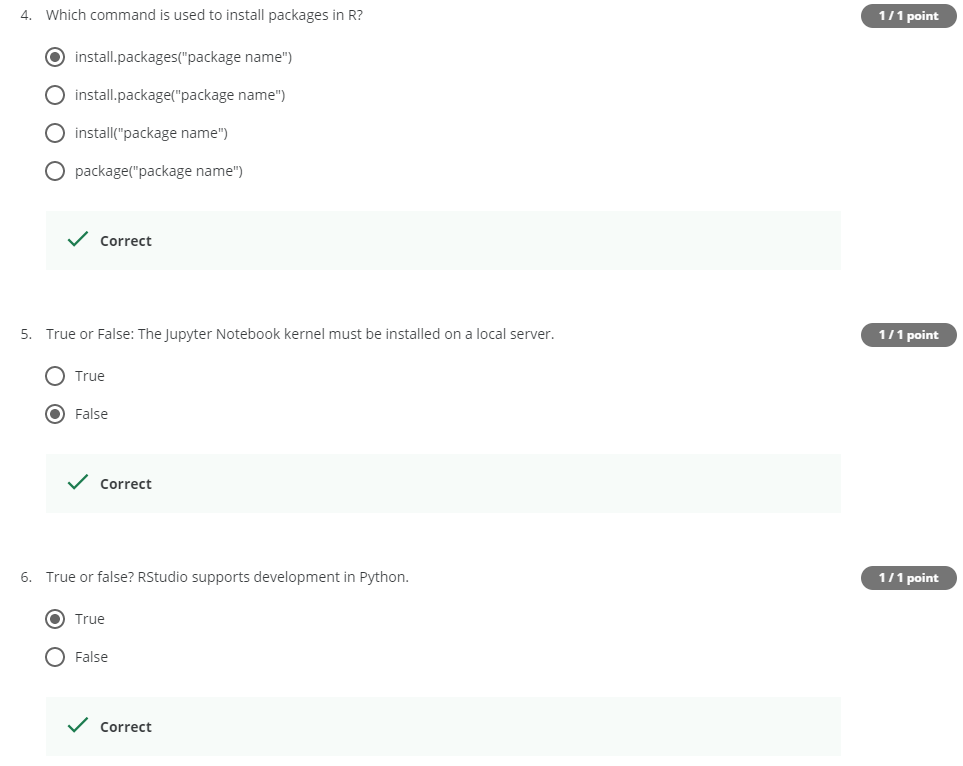 4. Which command is used to install packages in R?
1 / 1 point
install.packages("package name")
install.package("package name")
install("package name")
package("package name")
Correct
5. True or False: The Jupyter Notebook kernel must be installed on a local server.
1 / 1 point
True
False
Correct
6. True or false? RStudio supports development in Python.
1 / 1 point
True
False
Correct